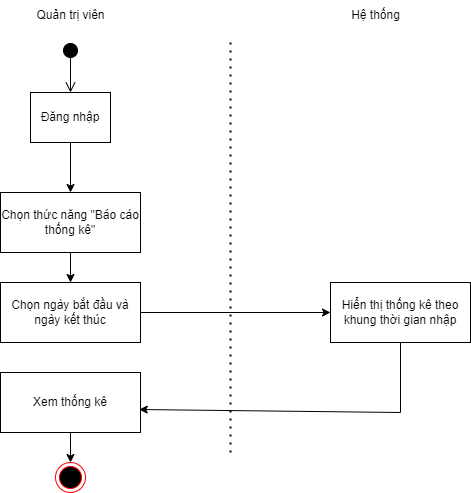 Quản trị viên
Hệ thống
Đăng nhập
Chọn thức năng "Báo cáo
thống kê"
Chọn ngày bắt đầu và
ngày kết thúc
Hiển thị thống kê theo
khung thời gian nhập
Xem thống kê